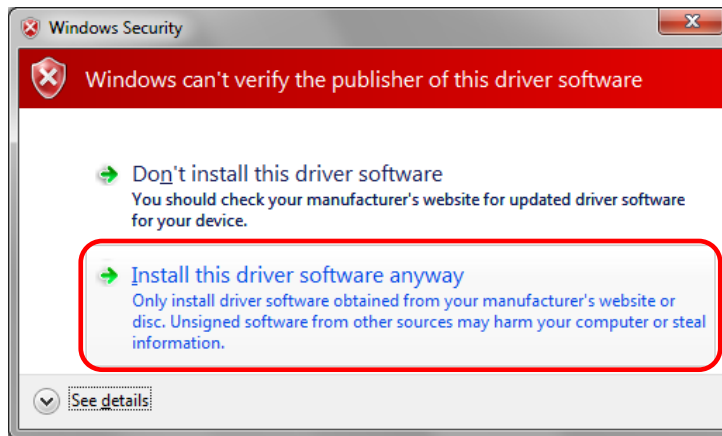 Windows Security
Windows can't verify the publisher of this driver software
Don't install this driver software
You should check your manufacturer's website for updated driver software
for your device.
Install this driver software anyway
Only install driver software obtained from your manufacturer's website or
disc. Unsigned software from other sources may harm your computer or steal
information.
See details